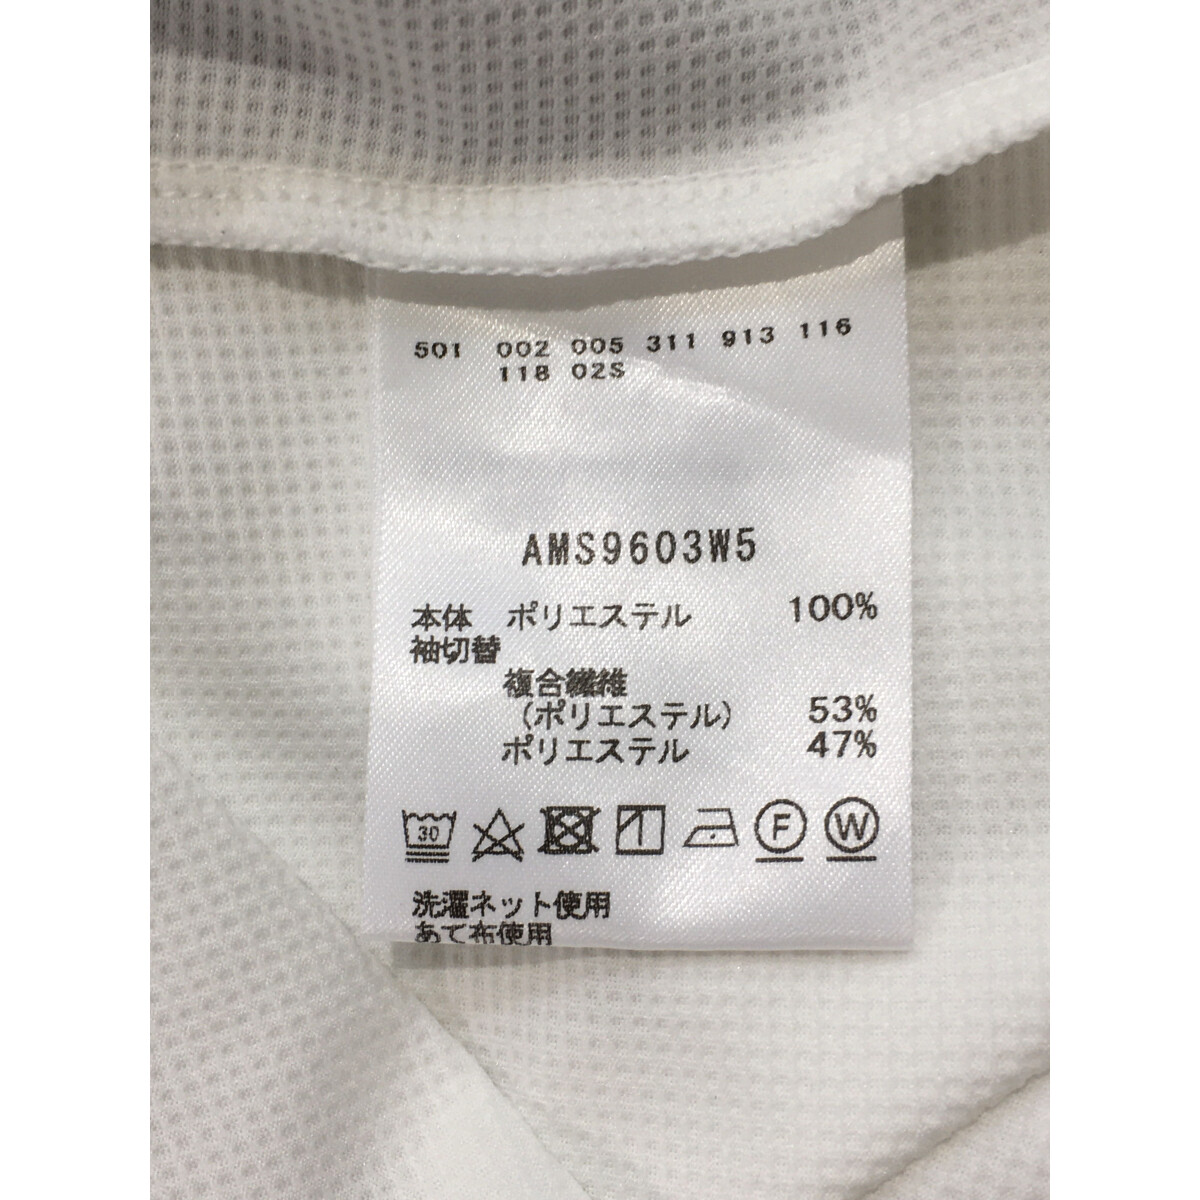 501 002 005 311 913 116
118 02S
AMS9603W5
本体 ポリエステル 100%
袖切替
複合繊維
(ポリエステル) 53%
ポリエステル 47%
30 F W
洗濯ネット使用
あて布使用